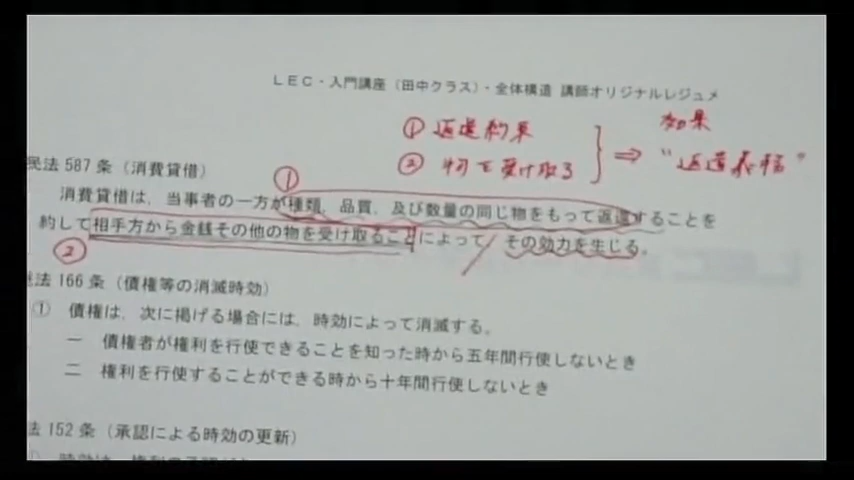 LEC・入門講座（田中クラス）・全体構造 講師オリジナルレジュメ
① 返還約束
② 物を受け取る
⇒
効果
"返還義務"
民法 587 条（消費貸借）
①
消費貸借は、当事者の一方が種類、品質、及び数量の同じ物をもって返還することを
約して相手方から金銭その他の物を受け取ることによって／その効力を生じる。
②
法 166 条（債権等の消滅時効）
① 債権は、次に掲げる場合には、時効によって消滅する。
一 債権者が権利を行使できることを知った時から五年間行使しないとき
二 権利を行使することができる時から十年間行使しないとき
法 152 条（承認による時効の更新）